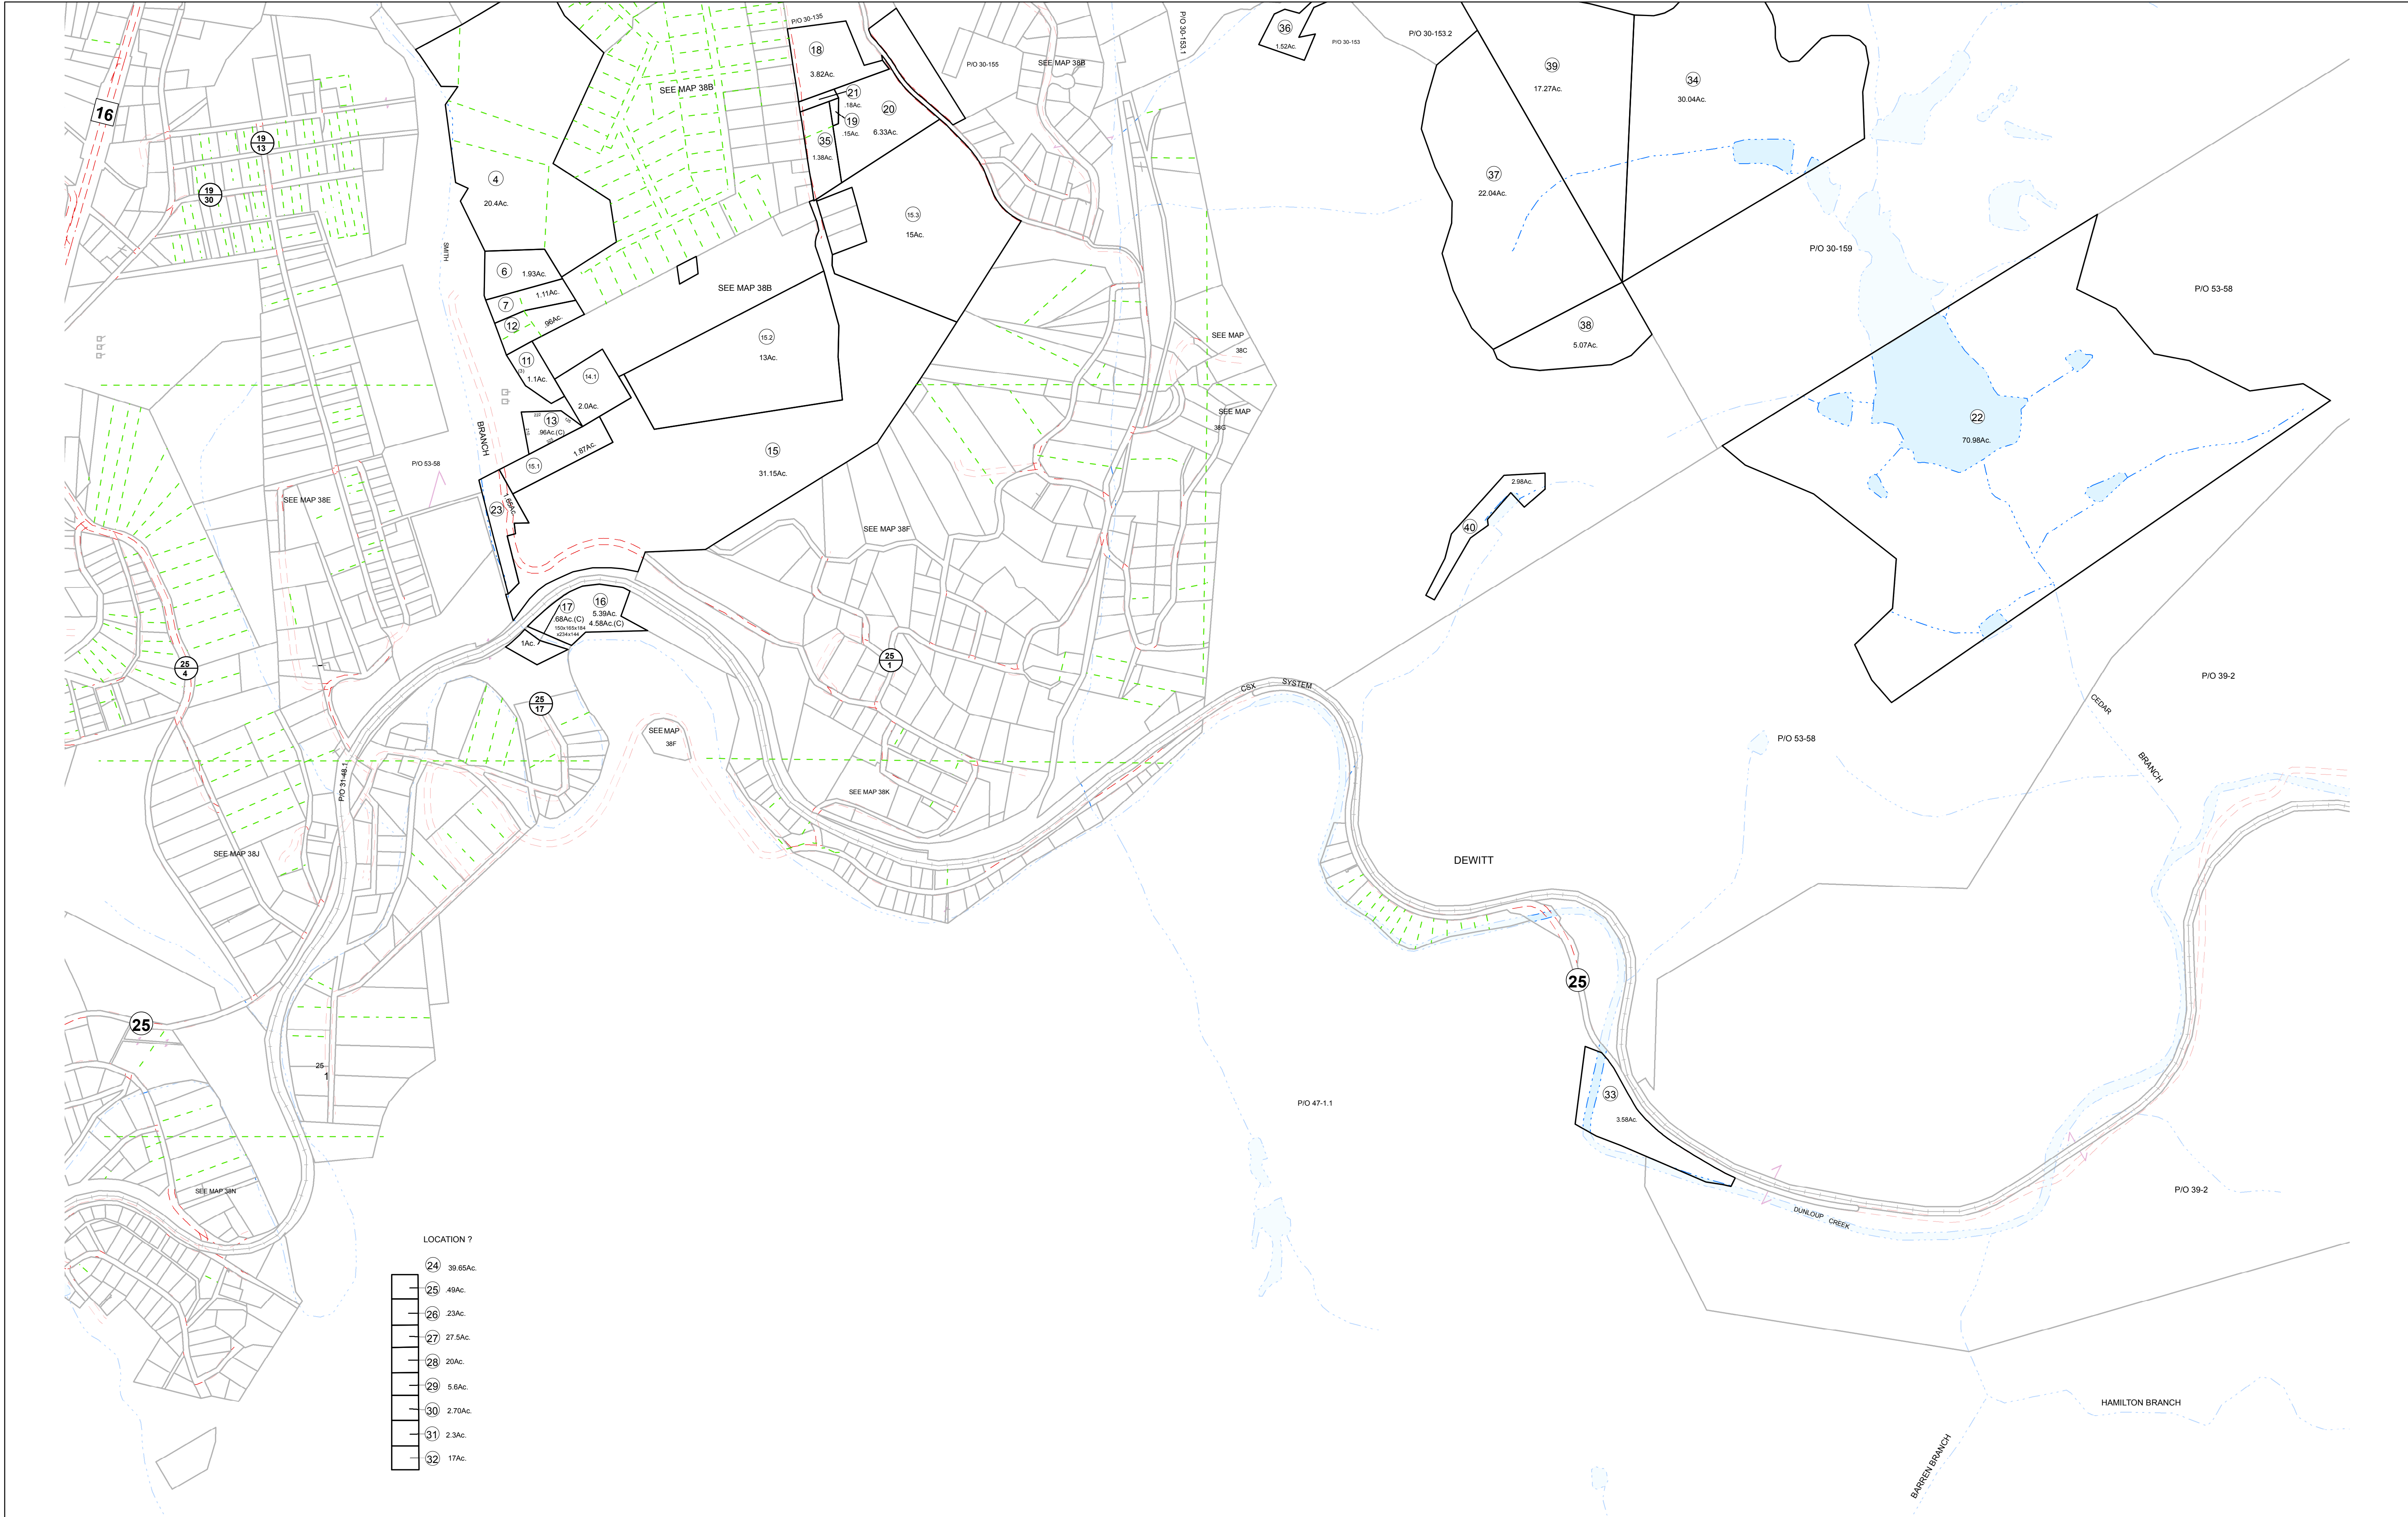 P/O 30-135
18
3.82Ac.
P/O 30-155
SEE MAP 38B
P/O 30-153.1
36
1.52Ac.
P/O 30-153
P/O 30-153.2
39
17.27Ac.
34
30.04Ac.
16
19
13
SEE MAP 38B
21
.18Ac.
19
.15Ac.
20
6.33Ac.
35
1.38Ac.
19
30
4
20.4Ac.
37
22.04Ac.
15.3
15Ac.
SMITH
P/O 30-159
6
1.93Ac.
7
1.11Ac.
12
.96Ac.
SEE MAP 38B
P/O 53-58
38
5.07Ac.
SEE MAP
38C
15.2
13Ac.
11
(3)
1.1Ac.
14.1
2.0Ac.
SEE MAP
38G
22
70.98Ac.
13
.96Ac.(C)
BRANCH
15
31.15Ac.
1.87Ac.
15.1
P/O 53-58
SEE MAP 38E
23
1.66Ac.
2.98Ac.
40
SEE MAP 38F
17
.68Ac.(C)
150x165x184
x234x144
16
5.39Ac.
4.58Ac.(C)
1Ac.
25
4
25
1
25
17
CSX SYSTEM
P/O 39-2
CEDAR
BRANCH
SEE MAP
38F
P/O 53-58
P/O 31-48.1
SEE MAP 38K
SEE MAP 38J
DEWITT
25
25
25
1
33
3.58Ac.
P/O 47-1.1
SEE MAP 38N
P/O 39-2
DUNLOUP CREEK
LOCATION ?
24 39.65Ac.
25 .49Ac.
26 .23Ac.
27 27.5Ac.
28 20Ac.
29 5.6Ac.
30 2.70Ac.
31 2.3Ac.
32 17Ac.
HAMILTON BRANCH
BARREN BRANCH